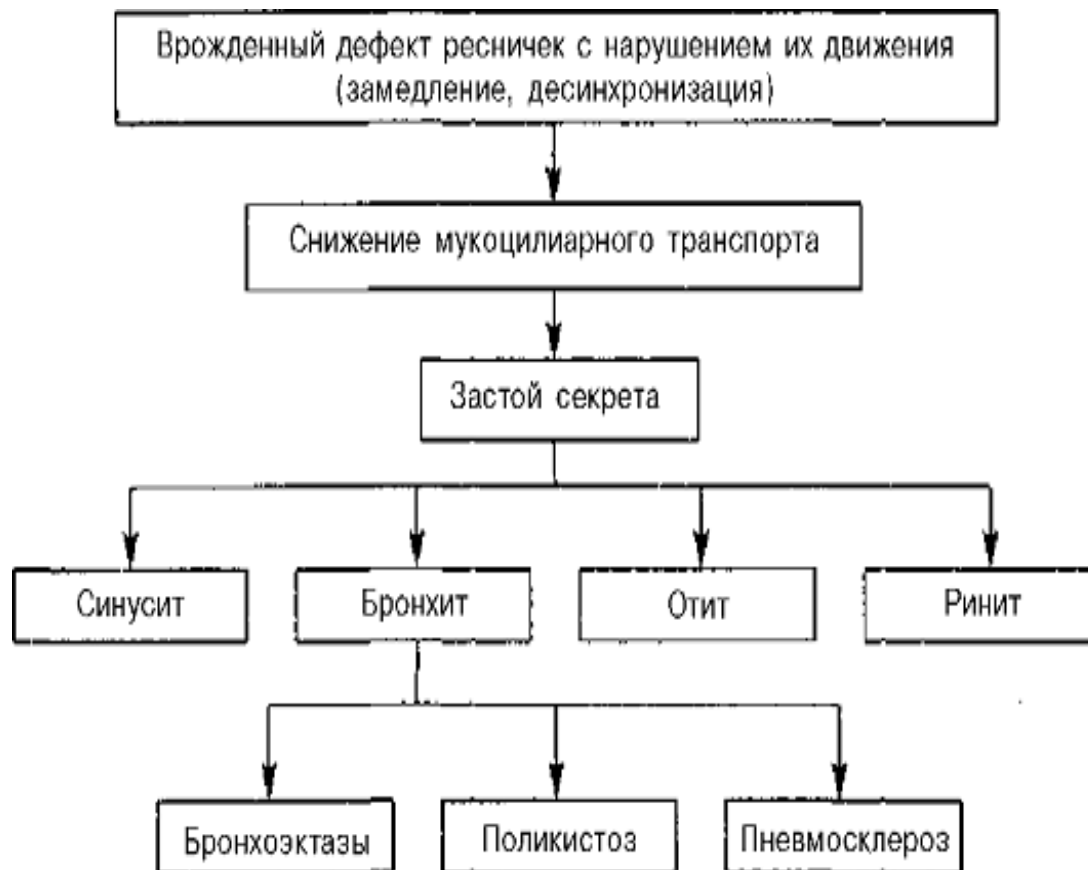 Врожденный дефект ресничек с нарушением их движения
(замедление, десинхронизация)
Снижение мукоцилиарного транспорта
Застой секрета
Синусит
Бронхит
Отит
Ринит
Бронхоэктазы
Поликистоз
Пневмосклероз